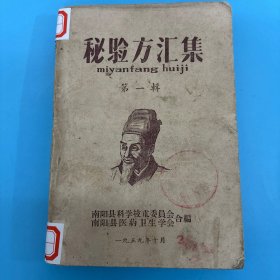 秘验方汇集
miyanfang huiji
第一辑
南阳县科学技术委員会
南阳县医药卫生学会 合編
一九五九年十月